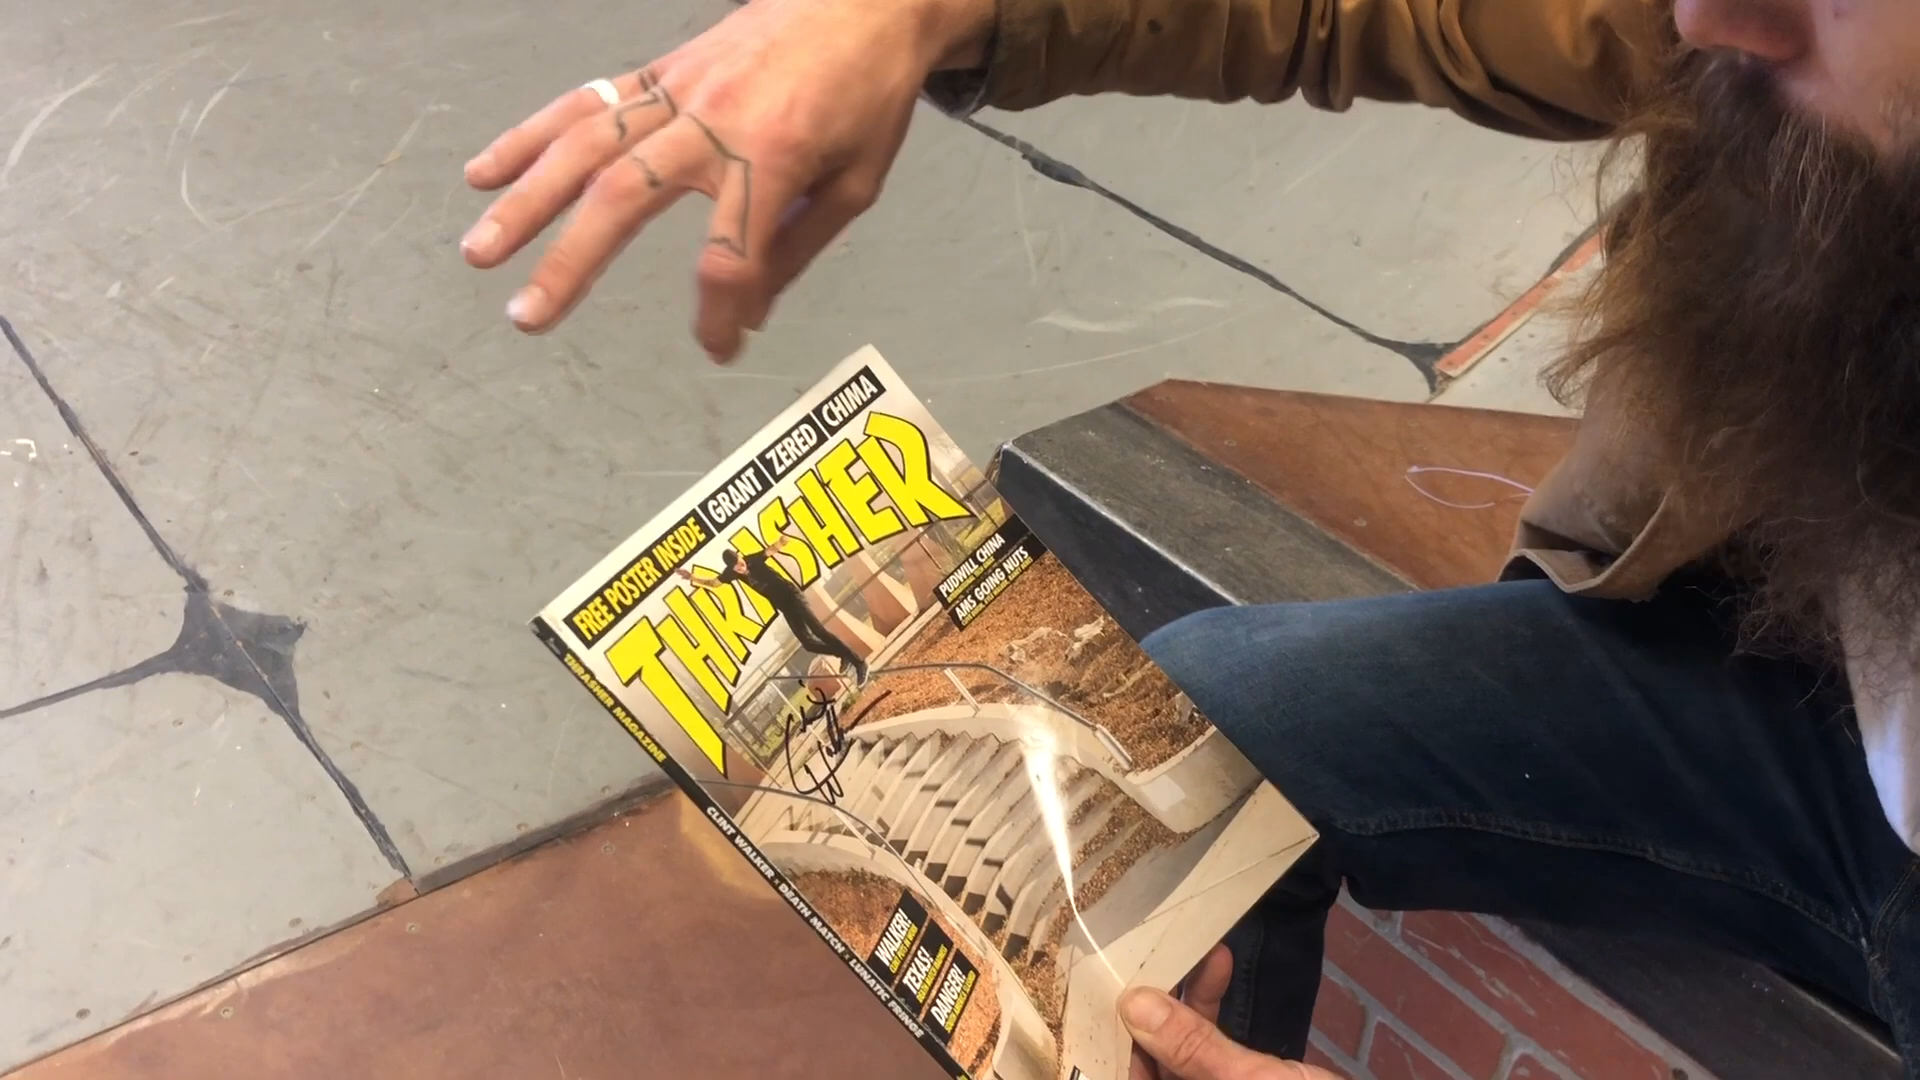 FREE POSTER INSIDE | GRANT | ZERED | CHIMA
THRASHER
PUDWILL CHINA
AMS GOING NUTS
THRASHER MAGAZINE
CLINT WALKER × DEATH MATCH × LUNATIC FRINGE
WALKER!
TEXAS!
DANGER!